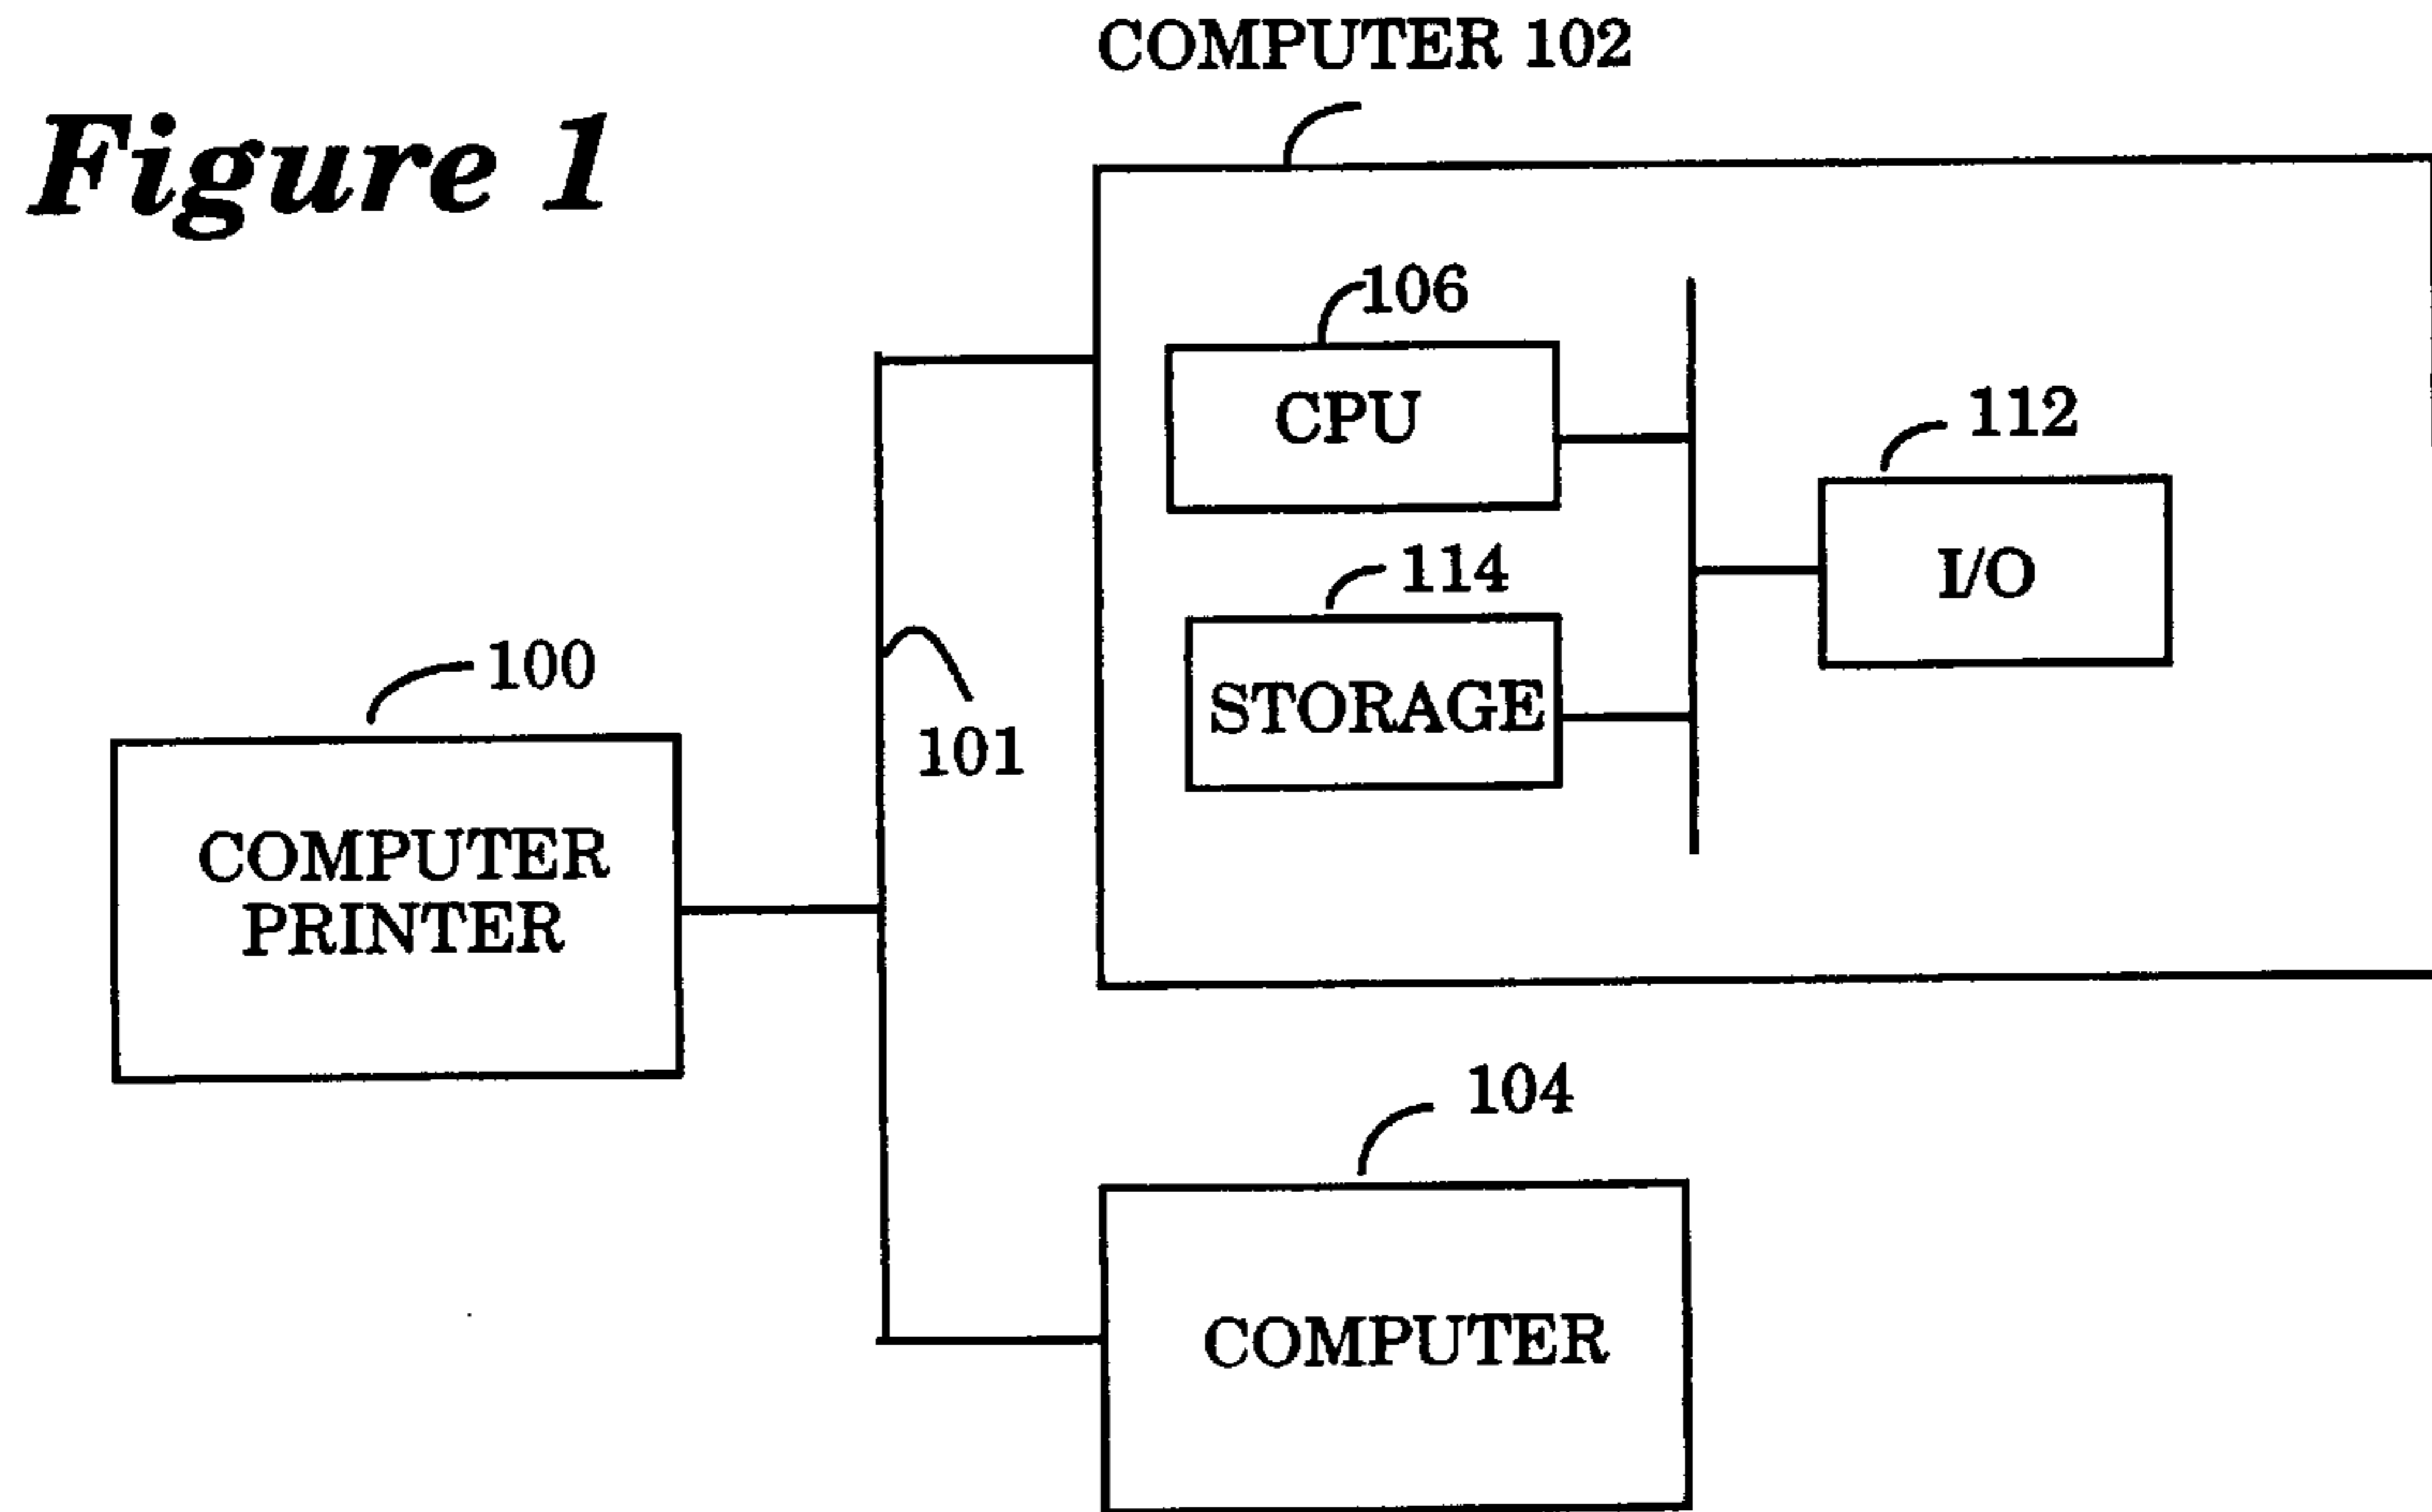 COMPUTER 102
Figure 1
106
CPU
112
I/O
114
STORAGE
100
101
COMPUTER
PRINTER
104
COMPUTER